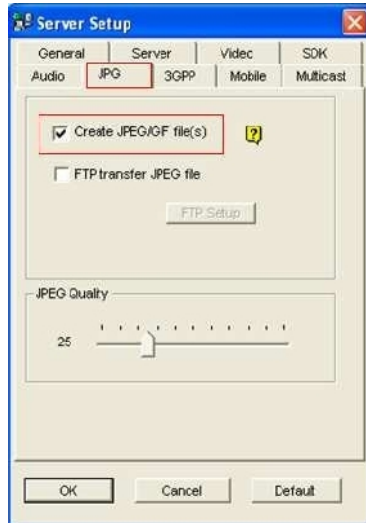 Server Setup
General Server Video SDK
Audio JPG 3GPP Mobile Multicast
Create JPEG/GF file(s)
FTP transfer JPEG file
FTP Setup
JPEG Quality
25
OK Cancel Default